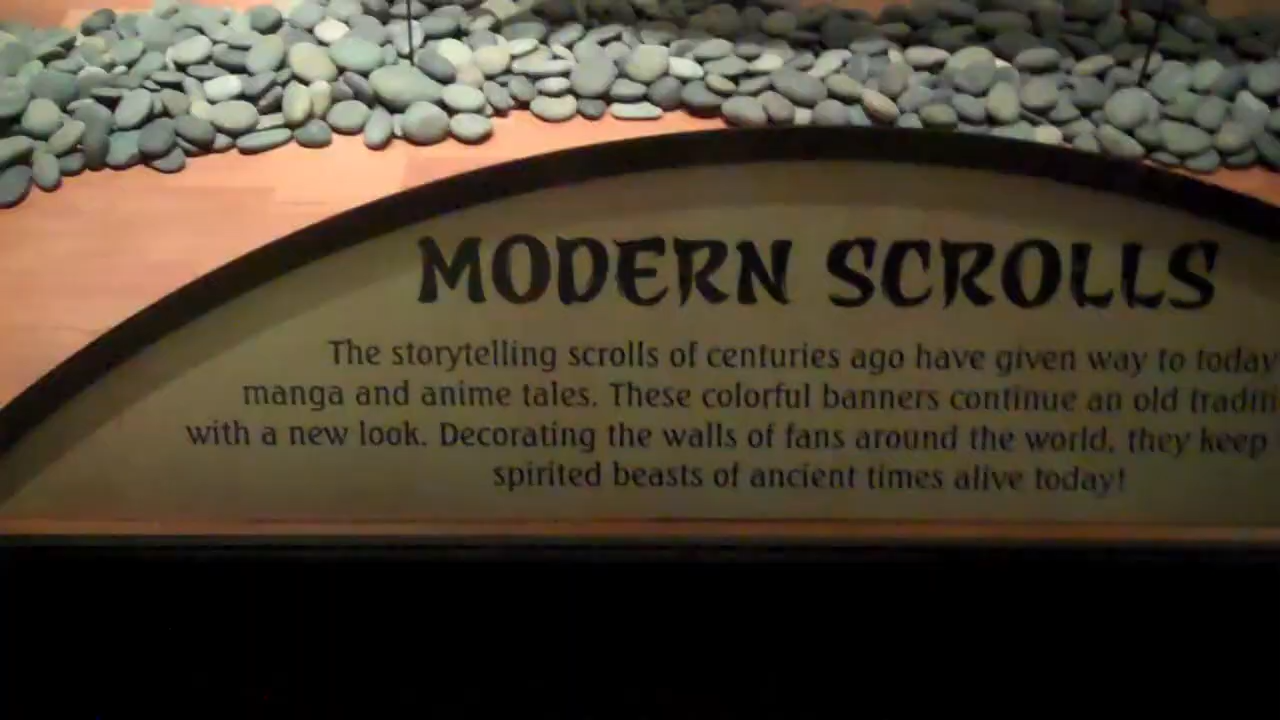 MODERN SCROLLS
The storytelling scrolls of centuries ago have given way to today
manga and anime tales. These colorful banners continue an old
with a new look. Decorating the walls of fans around the world, they keep
spirited beasts of ancient times alive today!